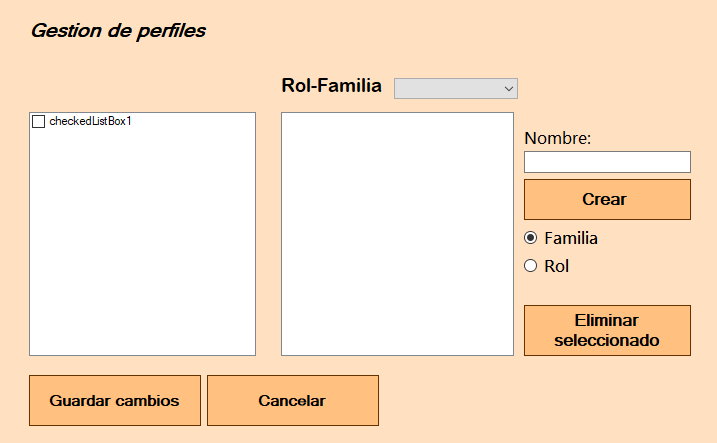 Gestion de perfiles
Rol-Familia
checkedListBox1
Nombre:
Crear
Familia
Rol
Eliminar
seleccionado
Guardar cambios
Cancelar